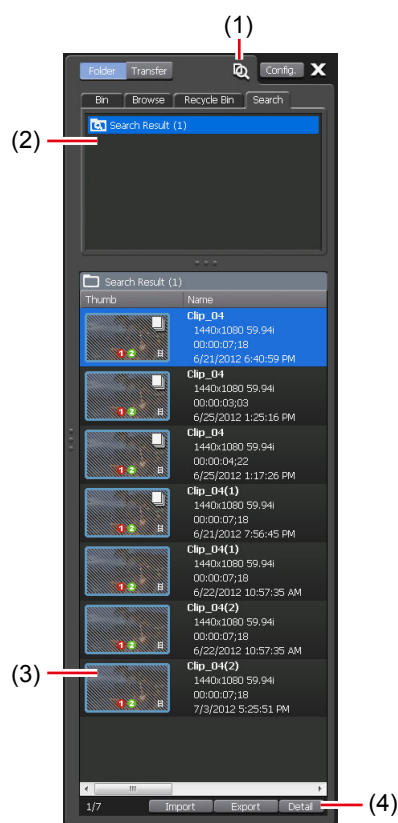 (1)
Folder Transfer Config. X
Bin Browse Recycle Bin Search
(2)
Search Result (1)
Search Result (1)
Thumb Name
Clip_04
1440x1080 59.94i
00:00:07;18
6/21/2012 6:40:59 PM
Clip_04
1440x1080 59.94i
00:00:03;03
6/25/2012 1:25:16 PM
Clip_04
1440x1080 59.94i
00:00:04;22
6/25/2012 1:17:26 PM
Clip_04(1)
1440x1080 59.94i
00:00:07;18
6/21/2012 7:56:45 PM
Clip_04(1)
1440x1080 59.94i
00:00:07;18
6/22/2012 10:57:35 AM
Clip_04(2)
1440x1080 59.94i
00:00:07;18
6/22/2012 10:57:35 AM
(3)
Clip_04(2)
1440x1080 59.94i
00:00:07;18
7/3/2012 5:25:51 PM
1/7 Import Export Detail
(4)